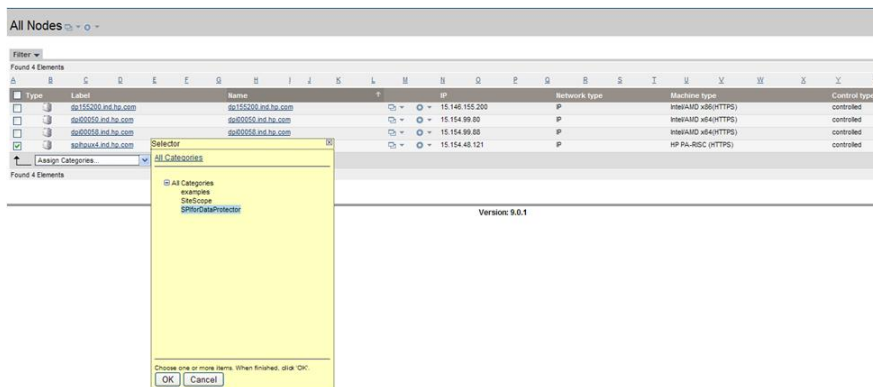 All Nodes
Filter
Found 4 Elements
A B C D E F G H I J K L M N O P Q R S T U V W X Y
Type Label Name IP Network type Machine type Control type
dp155200.ind.hp.com dp155200.ind.hp.com 15.146.155.200 IP Intel/AMD x86(HTTPS) controlled
dpi00050.ind.hp.com dpi00050.ind.hp.com 15.154.99.80 IP Intel/AMD x64(HTTPS) controlled
dpi00058.ind.hp.com dpi00058.ind.hp.com 15.154.99.88 IP Intel/AMD x64(HTTPS) controlled
spihpux4.ind.hp.com 15.154.48.121 IP HP PA-RISC (HTTPS) controlled
Assign Categories...
Found 4 Elements
Selector
All Categories
All Categories
examples
SiteScope
SPIforDataProtector
Choose one or more items. When finished, click 'OK'.
OK Cancel
Version: 9.0.1